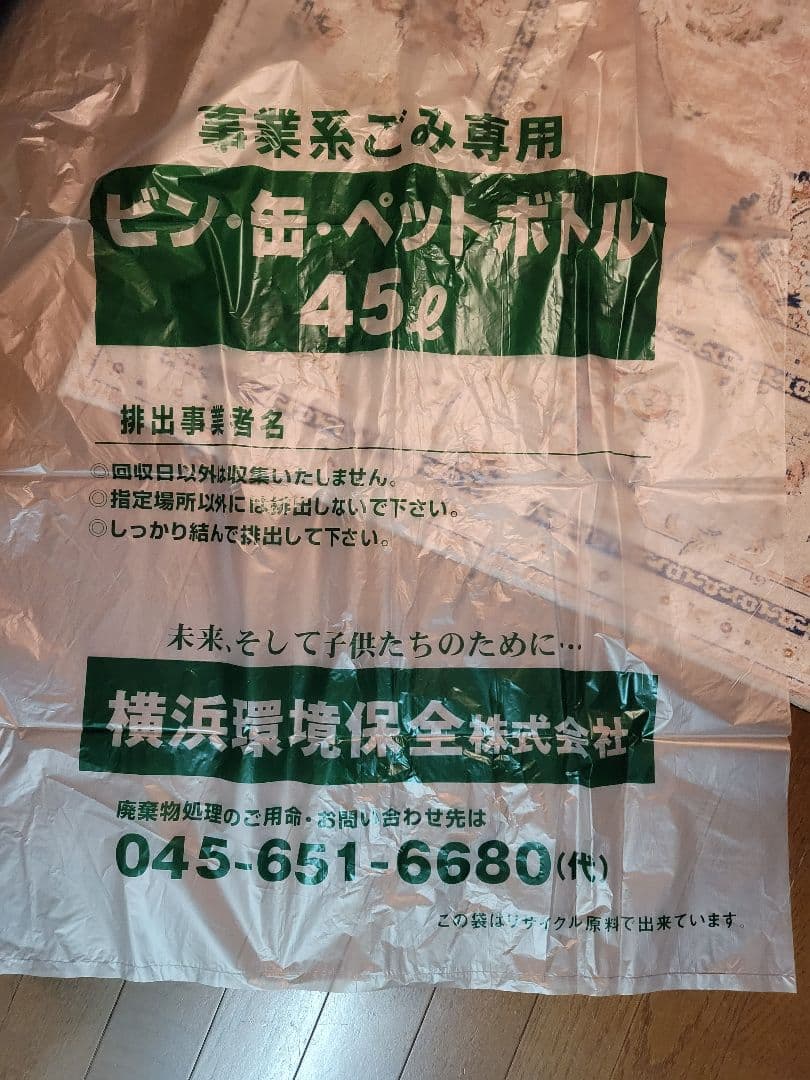 事業系ごみ専用
ビン・缶・ペットボトル
45ℓ
排出事業者名
◎回収日以外は収集いたしません。
◎指定場所以外には排出しないで下さい。
◎しっかり結んで排出して下さい。
未来、そして子供たちのために…
横浜環境保全株式会社
廃棄物処理のご用命・お問い合わせ先は
045-651-6680(代)
この袋はリサイクル原料で出来ています。